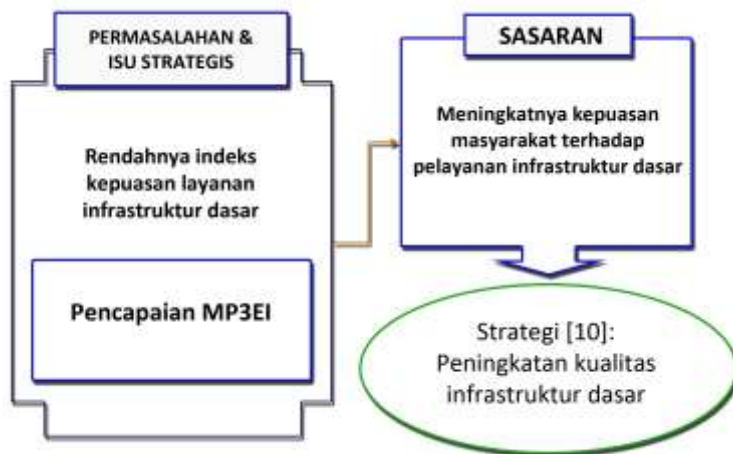 PERMASALAHAN &
ISU STRATEGIS
Rendahnya indeks
kepuasan layanan
infrastruktur dasar
Pencapaian MP3EI
SASARAN
Meningkatnya kepuasan
masyarakat terhadap
pelayanan infrastruktur dasar
Strategi [10]:
Peningkatan kualitas
infrastruktur dasar